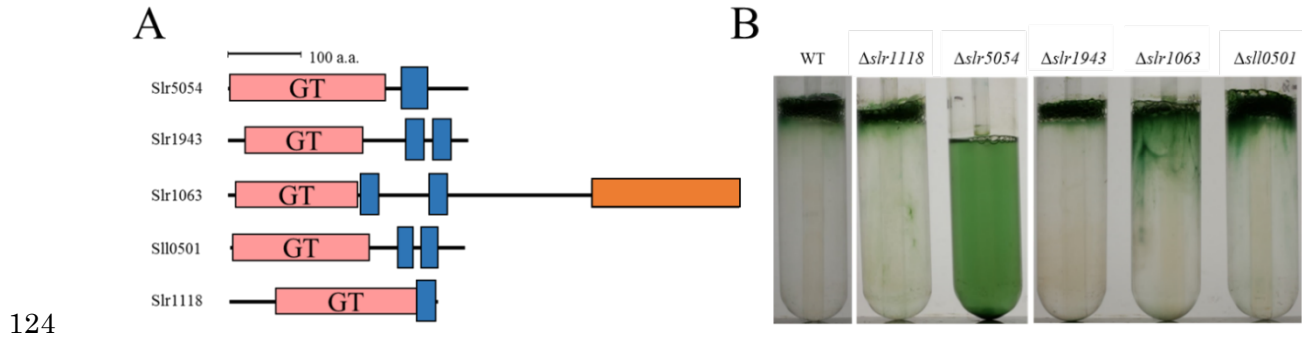 A
100 a.a.
Slr5054
GT
Slr1943
GT
Slr1063
GT
Sll0501
GT
Slr1118
GT
B
WT Δslr1118 Δslr5054 Δslr1943 Δslr1063 Δsll0501
124